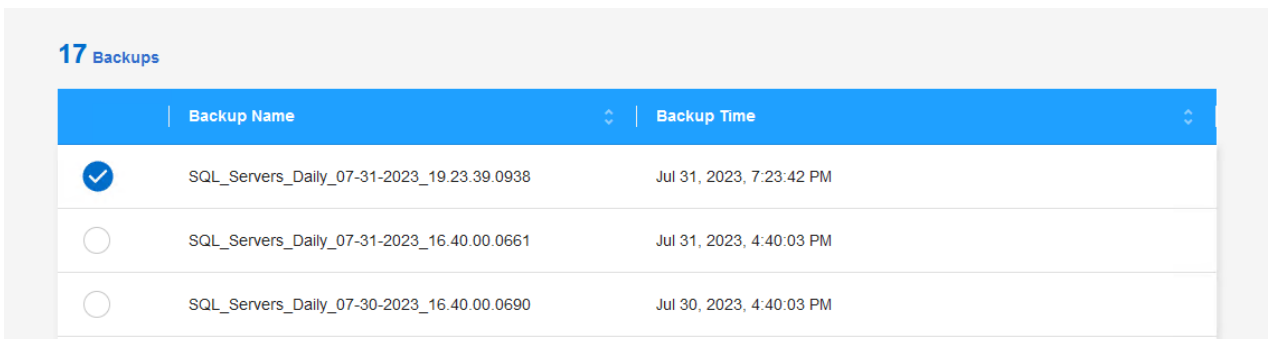 17 Backups
Backup Name Backup Time
SQL_Servers_Daily_07-31-2023_19.23.39.0938 Jul 31, 2023, 7:23:42 PM
SQL_Servers_Daily_07-31-2023_16.40.00.0661 Jul 31, 2023, 4:40:03 PM
SQL_Servers_Daily_07-30-2023_16.40.00.0690 Jul 30, 2023, 4:40:03 PM